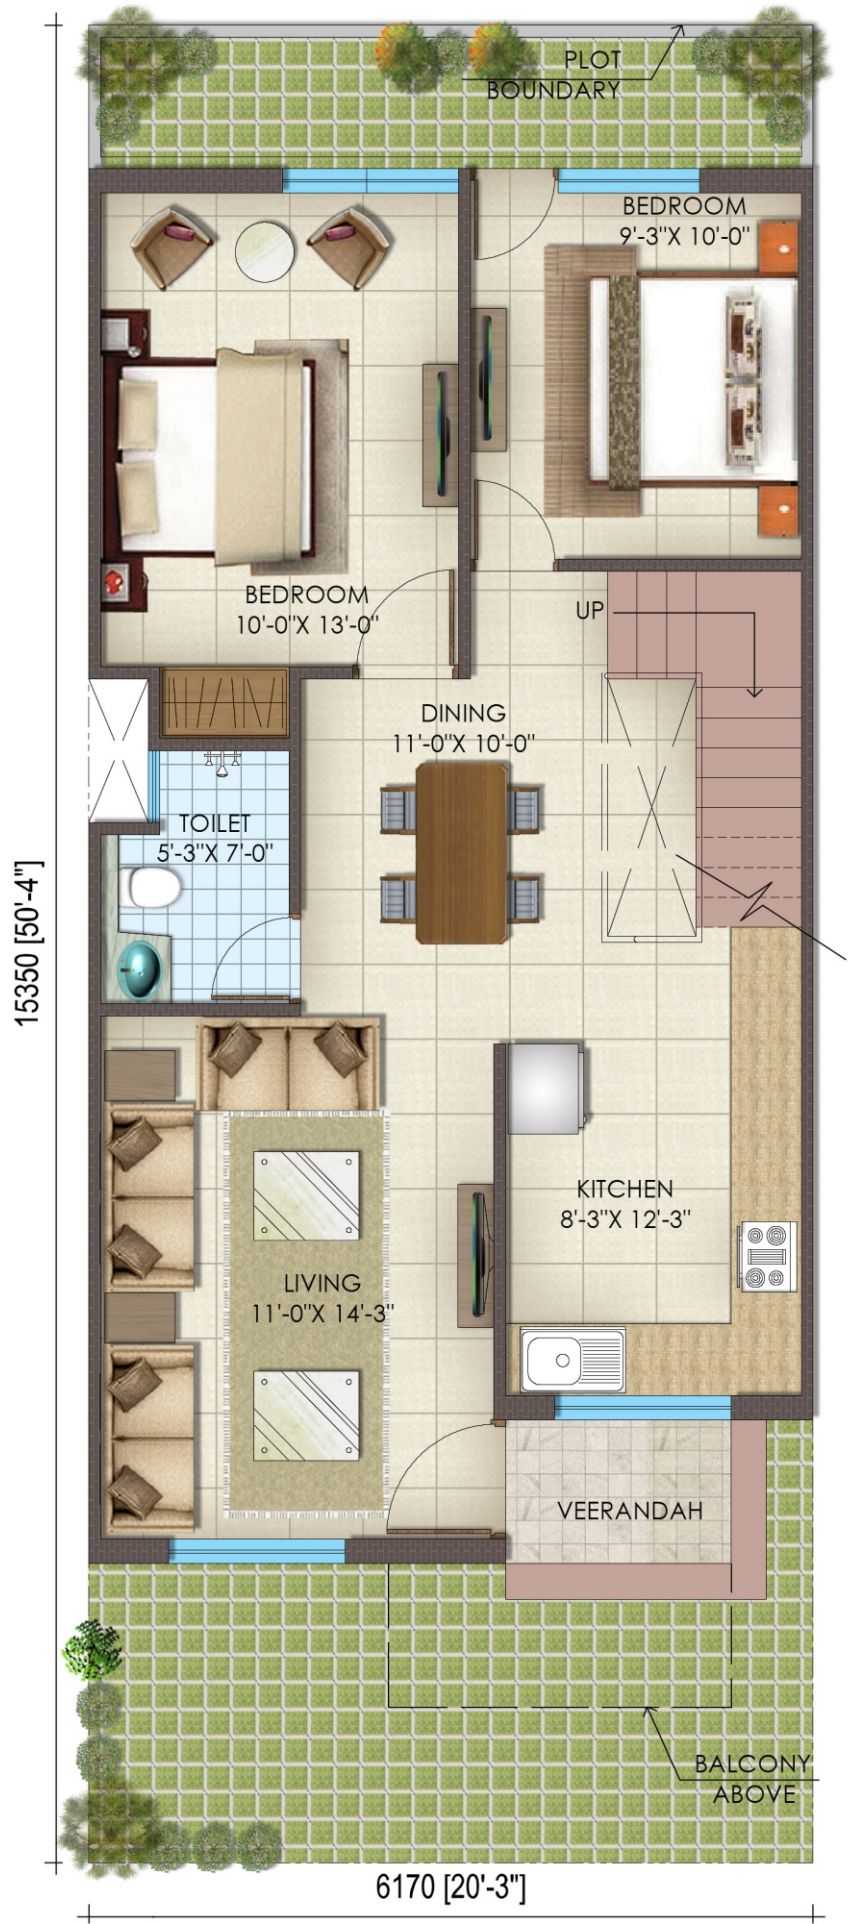 PLOT
BOUNDARY
BEDROOM
9'-3"X 10'-0"
BEDROOM
10'-0"X 13'-0"
UP
DINING
11'-0"X 10'-0"
TOILET
5'-3"X 7'-0"
15350 [50'-4"]
KITCHEN
8'-3"X 12'-3"
LIVING
11'-0"X 14'-3"
VEERANDAH
BALCONY
ABOVE
6170 [20'-3"]